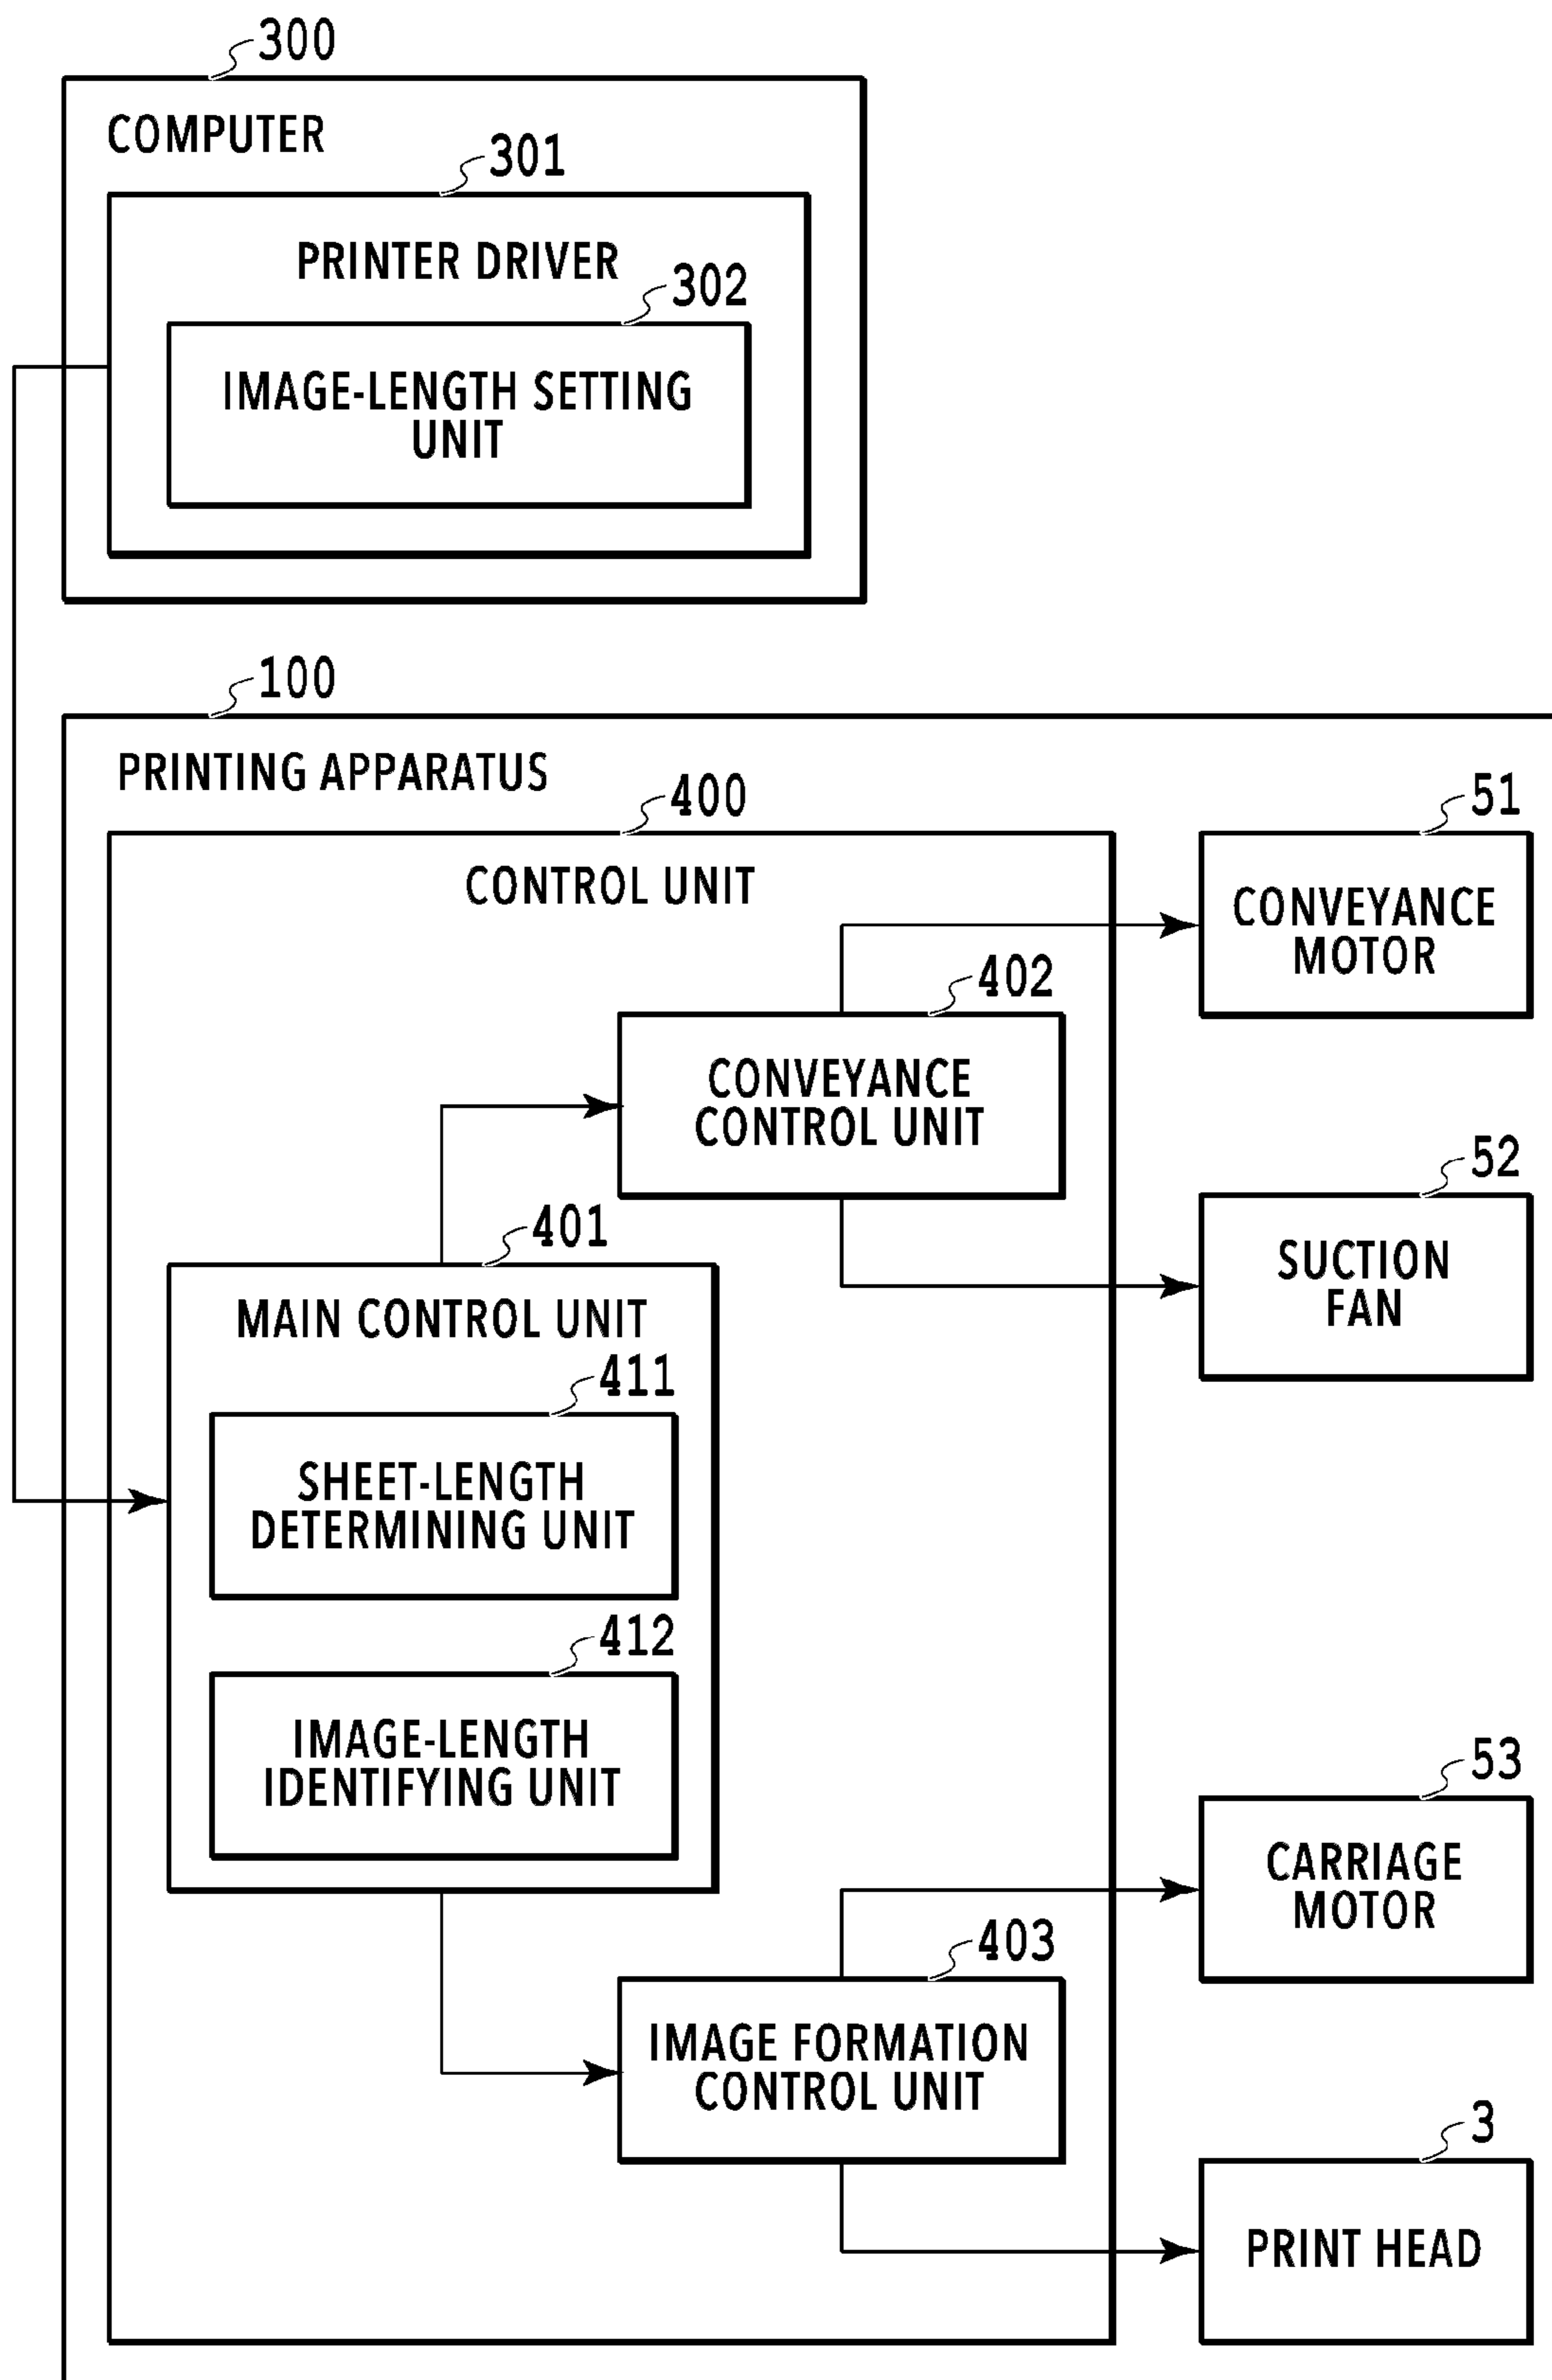 300
COMPUTER
301
PRINTER DRIVER
302
IMAGE-LENGTH SETTING
UNIT
100
PRINTING APPARATUS
400
CONTROL UNIT
51
CONVEYANCE
MOTOR
402
CONVEYANCE
CONTROL UNIT
52
SUCTION
FAN
401
MAIN CONTROL UNIT
411
SHEET-LENGTH
DETERMINING UNIT
412
IMAGE-LENGTH
IDENTIFYING UNIT
53
CARRIAGE
MOTOR
403
IMAGE FORMATION
CONTROL UNIT
3
PRINT HEAD